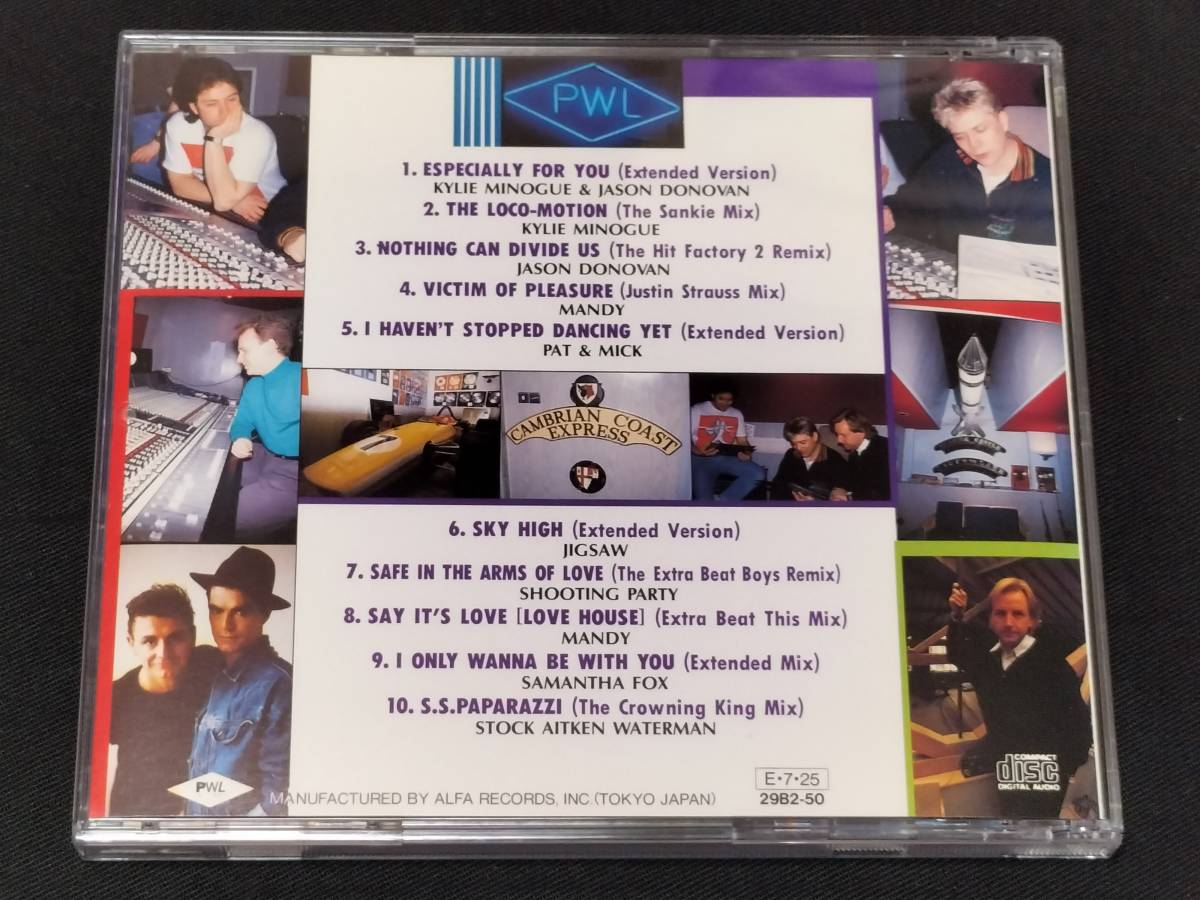 PWL
1. ESPECIALLY FOR YOU (Extended Version)
KYLIE MINOGUE & JASON DONOVAN
2. THE LOCO-MOTION (The Sankie Mix)
KYLIE MINOGUE
3. NOTHING CAN DIVIDE US (The Hit Factory 2 Remix)
JASON DONOVAN
4. VICTIM OF PLEASURE (Justin Strauss Mix)
MANDY
5. I HAVEN'T STOPPED DANCING YET (Extended Version)
PAT & MICK
7
CAMBRIAN COAST
EXPRESS
6. SKY HIGH (Extended Version)
JIGSAW
7. SAFE IN THE ARMS OF LOVE (The Extra Beat Boys Remix)
SHOOTING PARTY
8. SAY IT'S LOVE [LOVE HOUSE] (Extra Beat This Mix)
MANDY
9. I ONLY WANNA BE WITH YOU (Extended Mix)
SAMANTHA FOX
10. S.S.PAPARAZZI (The Crowning King Mix)
STOCK AITKEN WATERMAN
PWL
MANUFACTURED BY ALFA RECORDS, INC.(TOKYO JAPAN)
E•7•25
29B2-50
COMPACT
disc
DIGITAL AUDIO